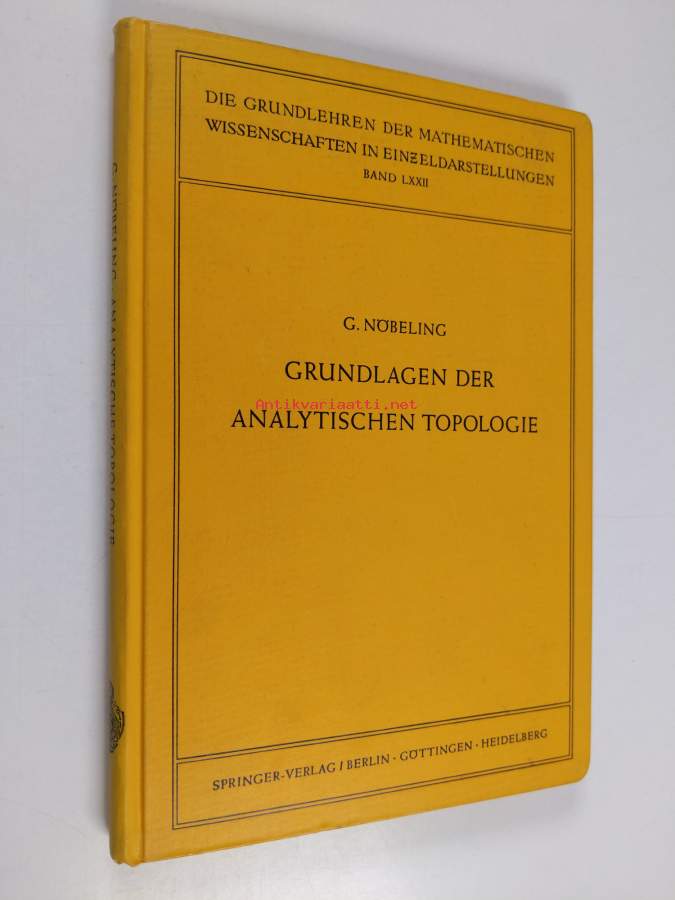 DIE GRUNDLEHREN DER MATHEMATISCHEN
WISSENSCHAFTEN IN EINZELDARSTELLUNGEN
BAND LXXII
G. NÖBELING
GRUNDLAGEN DER
Antikvariaatti.net
ANALYTISCHEN TOPOLOGIE
SPRINGER-VERLAG / BERLIN · GÖTTINGEN · HEIDELBERG
G. NÖBELING · ANALYTISCHE TOPOLOGIE